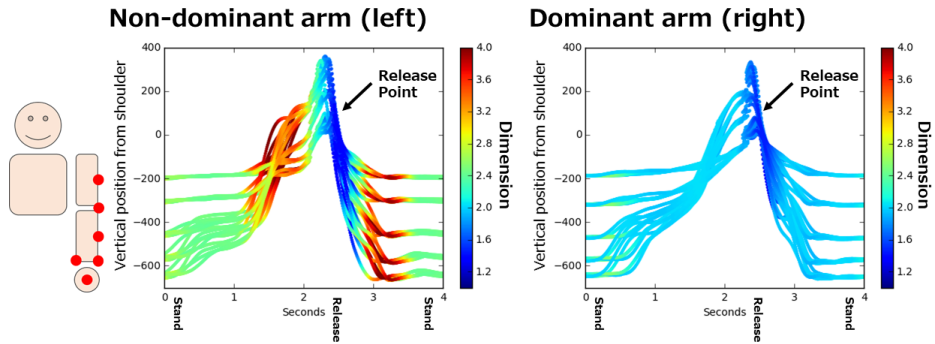 Non-dominant arm (left)
Dominant arm (right)
Vertical position from shoulder
400
200
0
−200
−400
−600
Release
Point
0
1
2
3
4
Seconds
Stand
Release
Stand
4.0
3.6
3.2
2.8
2.4
2.0
1.6
1.2
Dimension
Vertical position from shoulder
400
200
0
−200
−400
−600
Release
Point
0
1
2
3
4
Seconds
Stand
Release
Stand
4.0
3.6
3.2
2.8
2.4
2.0
1.6
1.2
Dimension